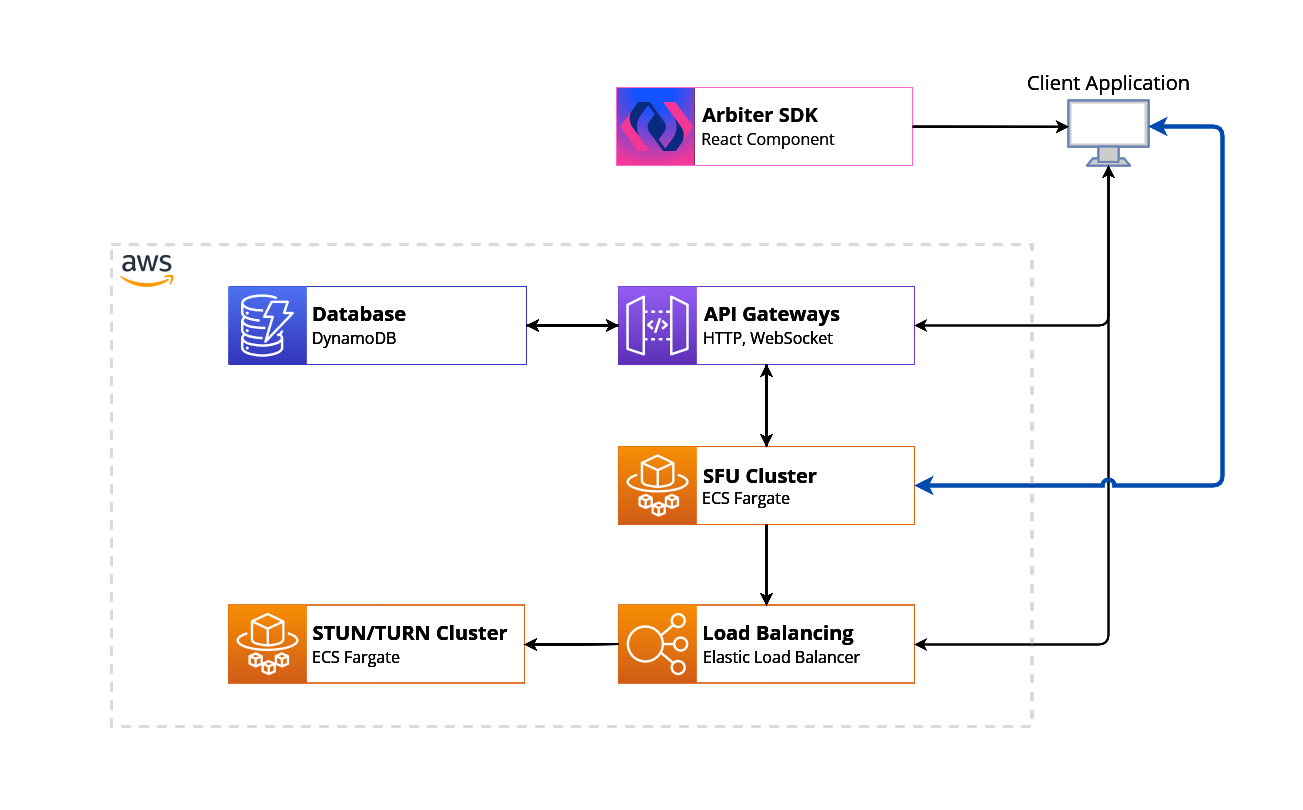 Client Application
Arbiter SDK
React Component
aws
Database
DynamoDB
API Gateways
HTTP, WebSocket
</>
SFU Cluster
ECS Fargate
STUN/TURN Cluster
ECS Fargate
Load Balancing
Elastic Load Balancer